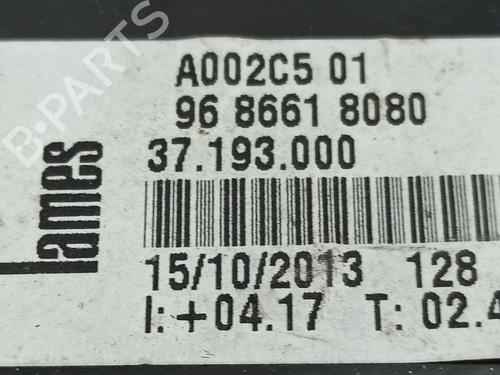 B-PARTS
A002C5 01
96 8661 8080
37.193.000
lames
15/10/2013 128
I: +04.17 T: 02.4